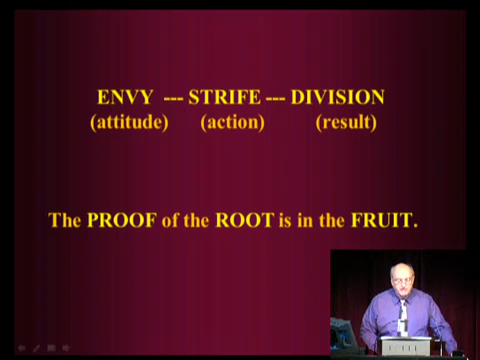 ENVY --- STRIFE --- DIVISION
(attitude) (action) (result)
The PROOF of the ROOT is in the FRUIT.